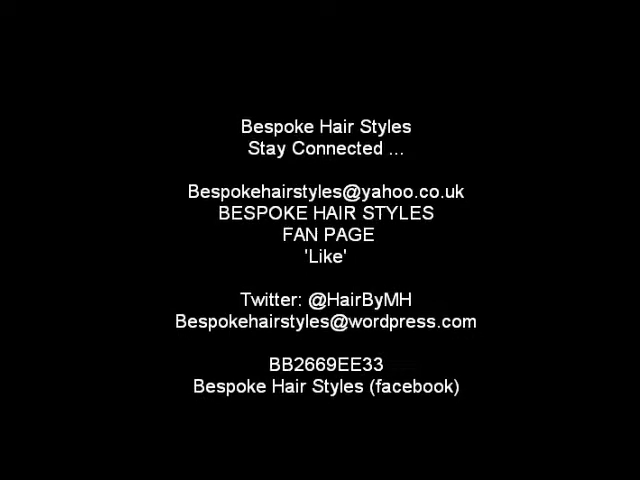 Bespoke Hair Styles
Stay Connected ...
Bespokehairstyles@yahoo.co.uk
BESPOKE HAIR STYLES
FAN PAGE
'Like'
Twitter: @HairByMH
Bespokehairstyles@wordpress.com
BB2669EE33
Bespoke Hair Styles (facebook)